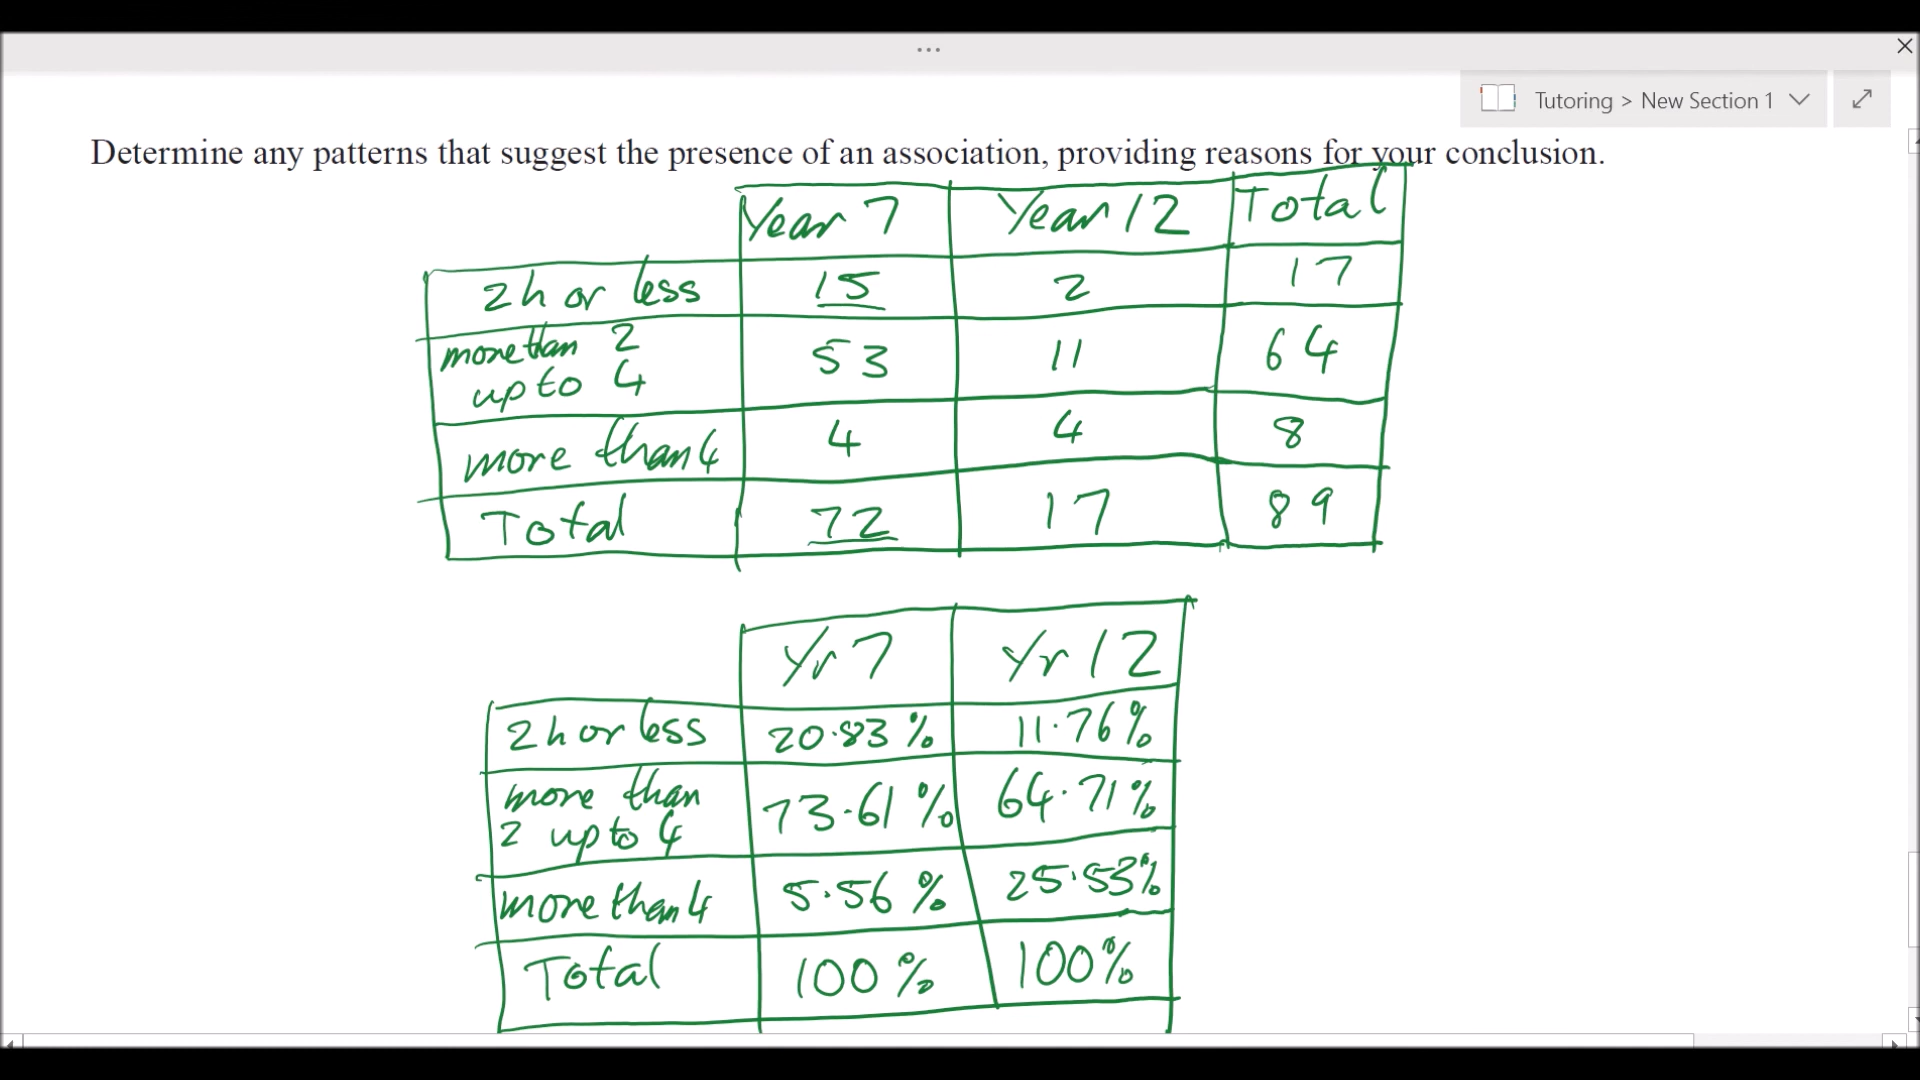 ...
Tutoring > New Section 1
Determine any patterns that suggest the presence of an association, providing reasons for your conclusion.
Year 7 Year 12 Total
2h or less 15 2 17
more than 2
up to 4 53 11 64
more than 4 4 4 8
Total 72 17 89
Yr 7 Yr 12
2h or less 20.83% 11.76%
more than
2 up to 4 73.61% 64.71%
more than 4 5.56% 25.53%
Total 100% 100%